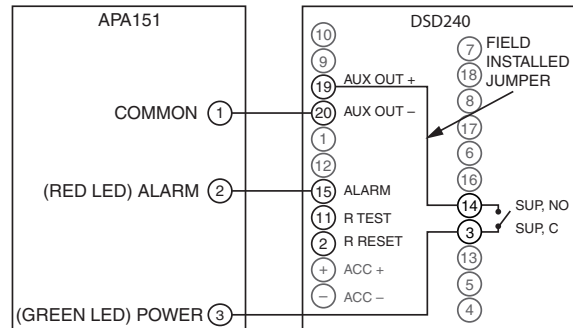 APA151
COMMON 1
(RED LED) ALARM 2
(GREEN LED) POWER 3
DSD240
10
9
19 AUX OUT +
20 AUX OUT –
1
12
15 ALARM
11 R TEST
2 R RESET
+ ACC +
– ACC –
7
18
8
17
6
16
14 SUP, NO
3 SUP, C
13
5
4
FIELD
INSTALLED
JUMPER